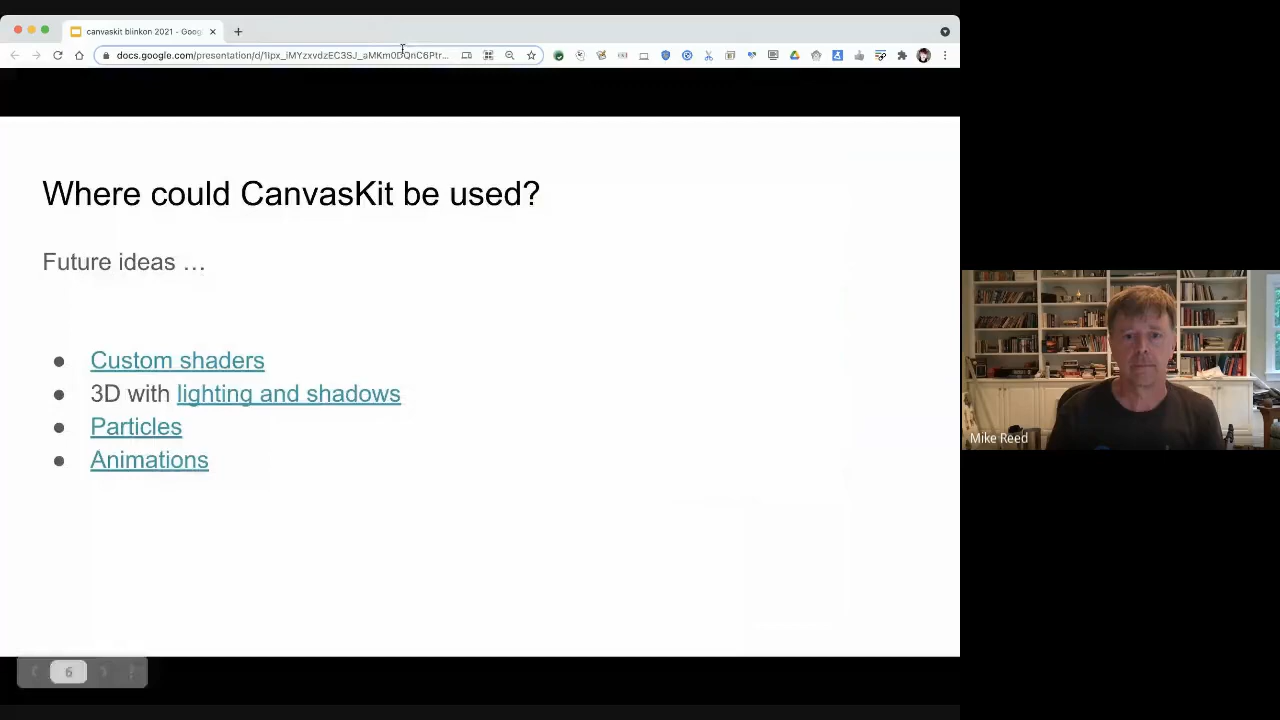 canvaskit blinkon 2021 - Goog
docs.google.com/presentation/d/1ipx_iMYzxvdzEC3SJ_aMKm0DQnC6Ptr...
Where could CanvasKit be used?
Future ideas …
● Custom shaders
● 3D with lighting and shadows
● Particles
● Animations
Mike Reed
6